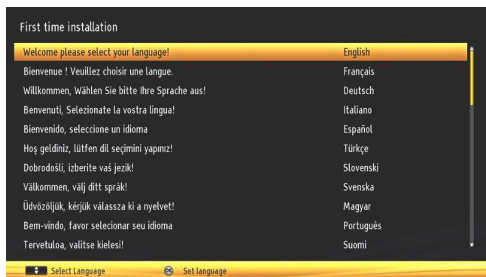 First time installation
Welcome please select your language! English
Bienvenue ! Veuillez choisir une langue. Français
Willkommen, Wählen Sie bitte Ihre Sprache aus! Deutsch
Benvenuti, Selezionate la vostra lingua! Italiano
Bienvenido, seleccione un idioma Español
Hoş geldiniz, lütfen dil seçimini yapınız! Türkçe
Dobrodošli, izberite vaš jezik! Slovenski
Välkommen, välj ditt språk! Svenska
Üdvözöljük, kérjük válassza ki a nyelvet! Magyar
Bem-vindo, favor selecionar seu idioma Português
Tervetuloa, valitse kielesi! Suomi
Select Language OK Set language